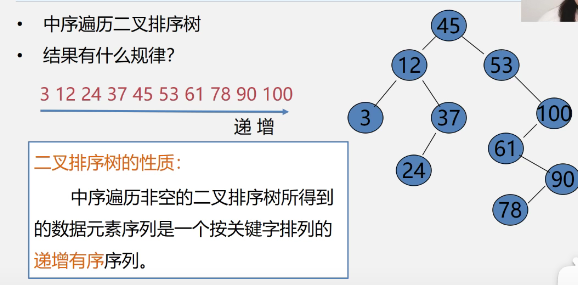 • 中序遍历二叉排序树
• 结果有什么规律?
3 12 24 37 45 53 61 78 90 100
递 增
二叉排序树的性质:
中序遍历非空的二叉排序树所得到
的数据元素序列是一个按关键字排列的
递增有序序列。
45
12
53
3
37
100
24
61
90
78